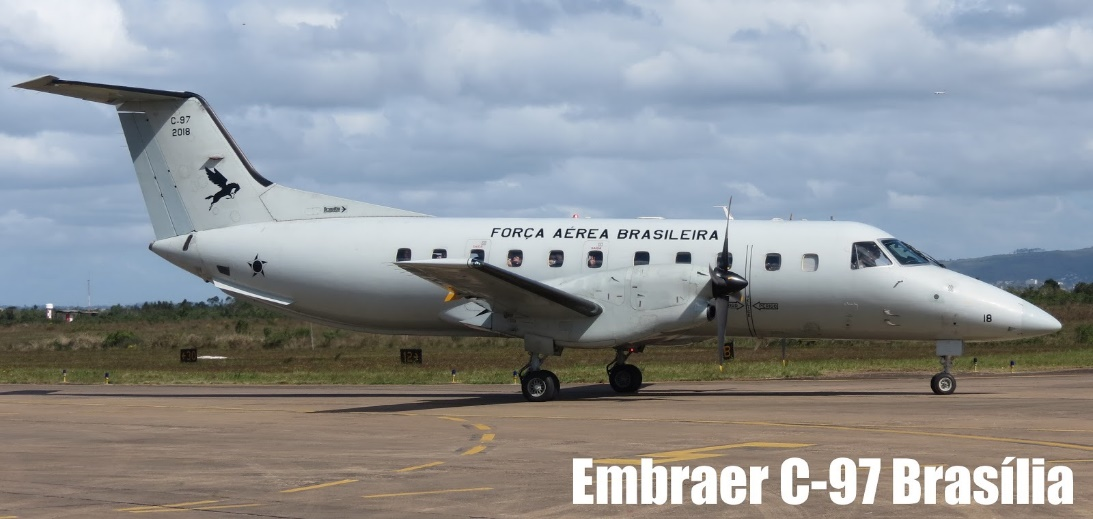 C-97
2018
FORÇA AÉREA BRASILEIRA
18
Embraer C-97 Brasília